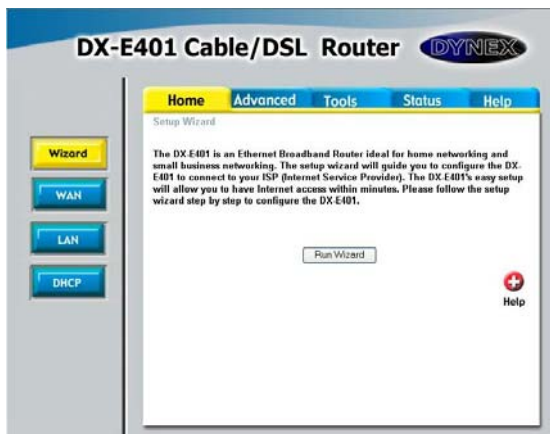 DX-E401 Cable/DSL Router DYNEX
Home Advanced Tools Status Help
Setup Wizard
Wizard
WAN
LAN
DHCP
The DX-E401 is an Ethernet Broadband Router ideal for home networking and
small business networking. The setup wizard will guide you to configure the DX-
E401 to connect to your ISP (Internet Service Provider). The DX-E401's easy setup
will allow you to have Internet access within minutes. Please follow the setup
wizard step by step to configure the DX-E401.
Run Wizard
Help